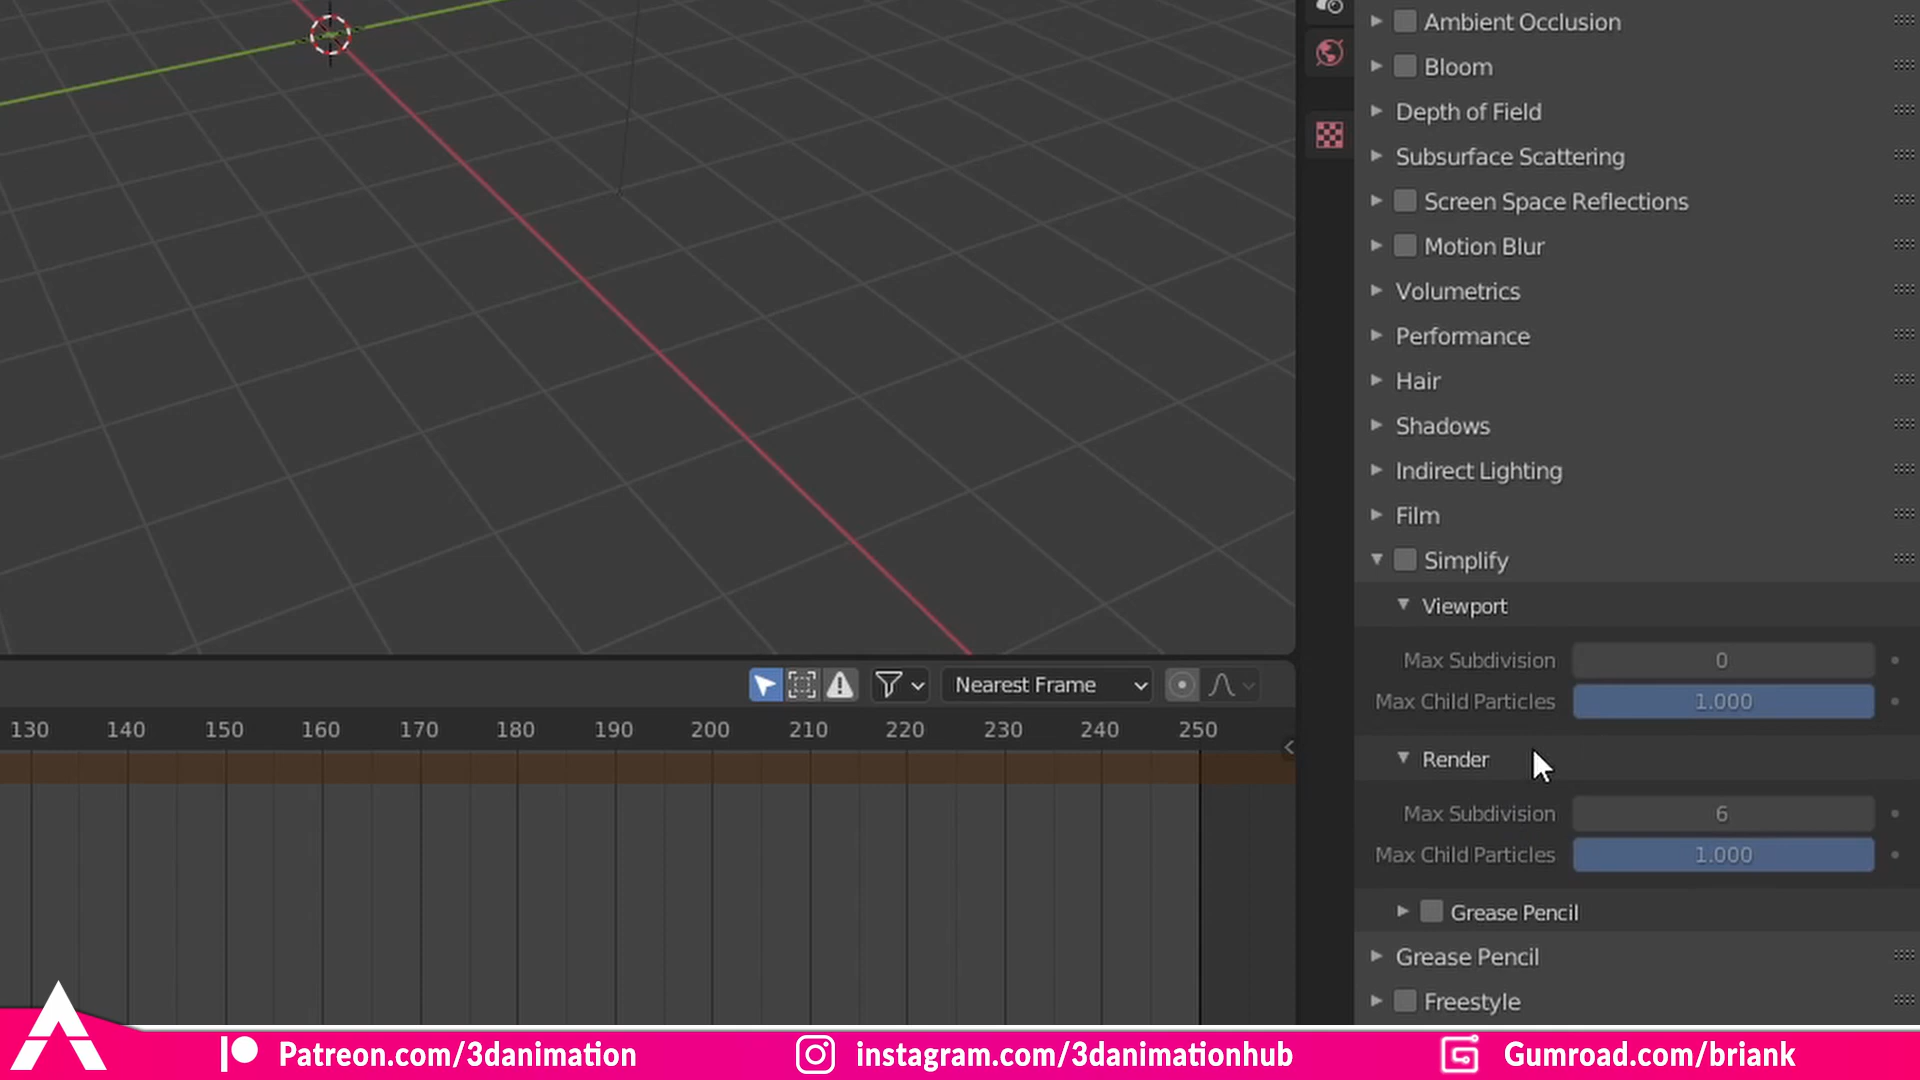 Ambient Occlusion
Bloom
Depth of Field
Subsurface Scattering
Screen Space Reflections
Motion Blur
Volumetrics
Performance
Hair
Shadows
Indirect Lighting
Film
Simplify
Viewport
Max Subdivision 0
Max Child Particles 1.000
Render
Max Subdivision 6
Max Child Particles 1.000
Grease Pencil
Grease Pencil
Freestyle
Nearest Frame
130 140 150 160 170 180 190 200 210 220 230 240 250
Patreon.com/3danimation instagram.com/3danimationhub Gumroad.com/briank